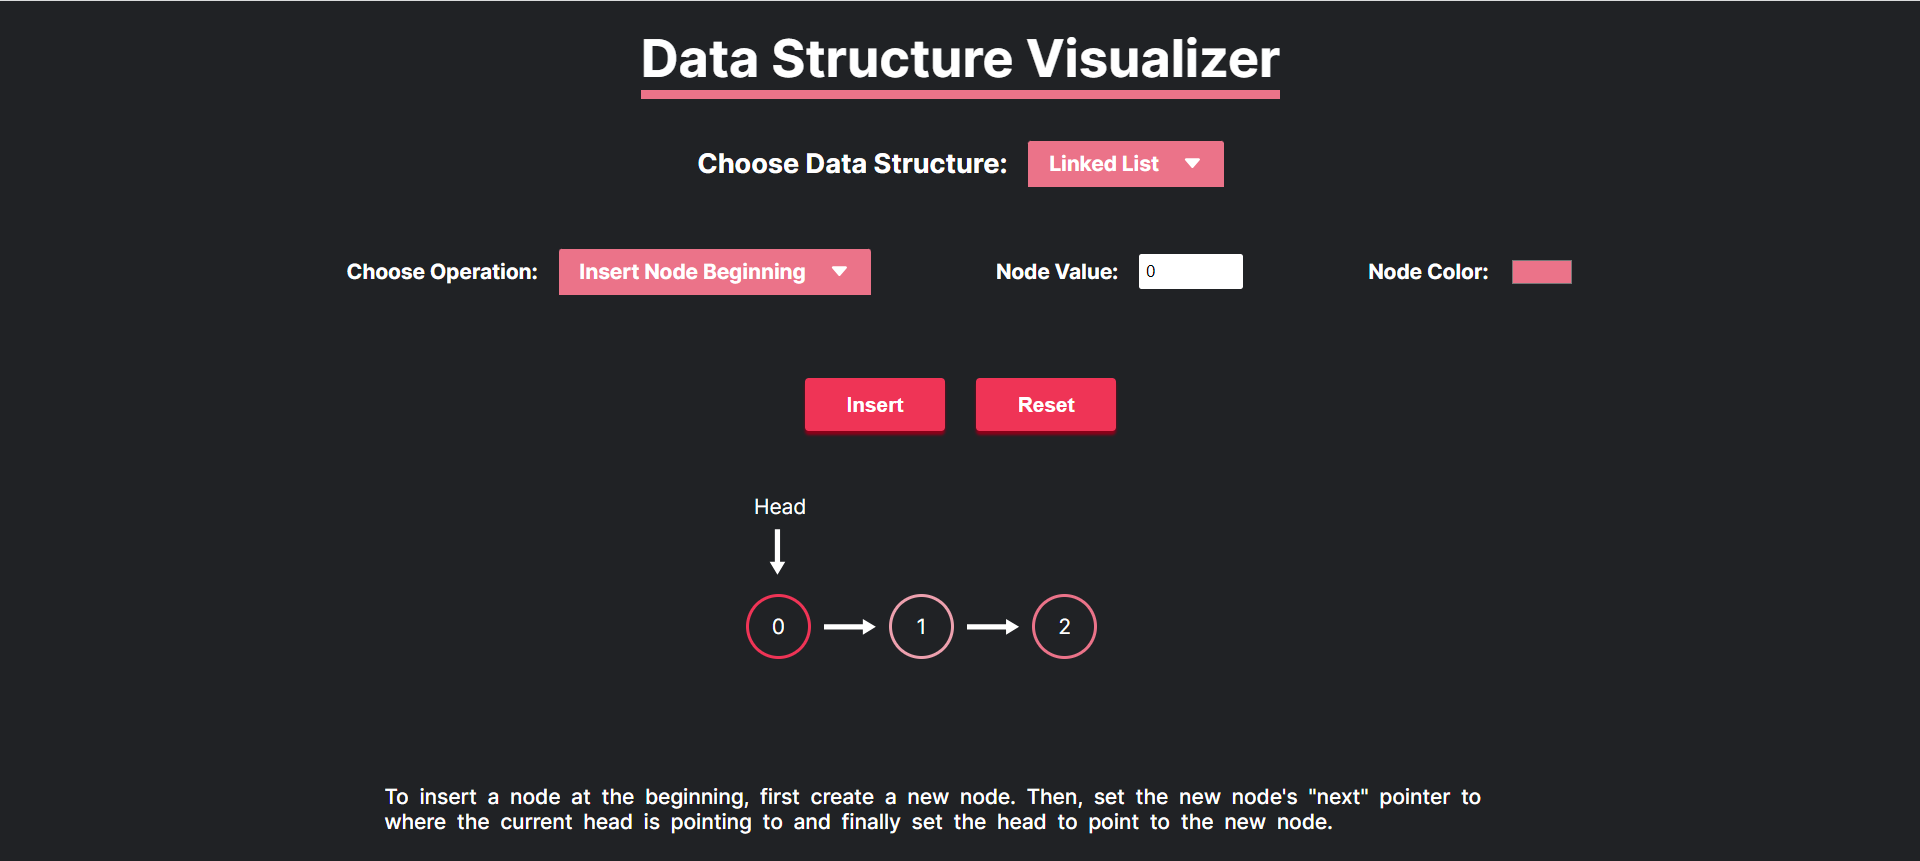 Data Structure Visualizer
Choose Data Structure: Linked List
Choose Operation: Insert Node Beginning Node Value: 0 Node Color:
Insert Reset
Head
0 1 2
To insert a node at the beginning, first create a new node. Then, set the new node's "next" pointer to
where the current head is pointing to and finally set the head to point to the new node.